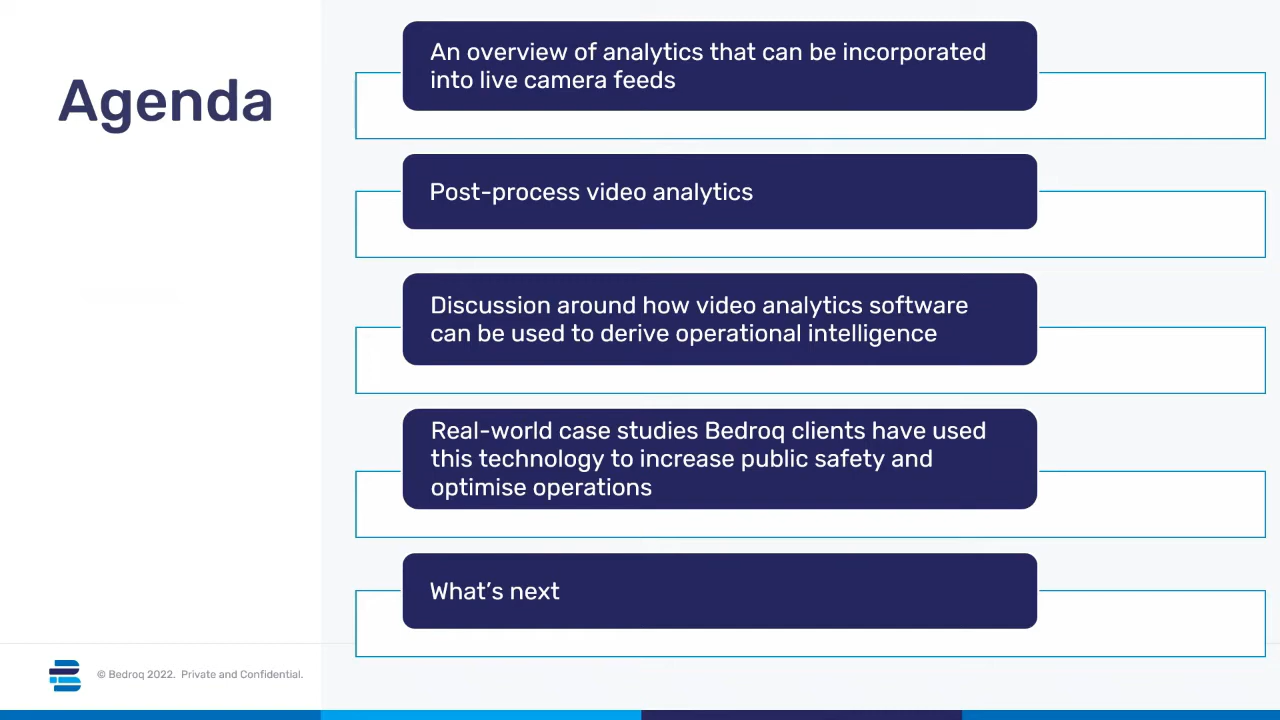 Agenda
An overview of analytics that can be incorporated
into live camera feeds
Post-process video analytics
Discussion around how video analytics software
can be used to derive operational intelligence
Real-world case studies Bedroq clients have used
this technology to increase public safety and
optimise operations
What’s next
© Bedroq 2022.  Private and Confidential.